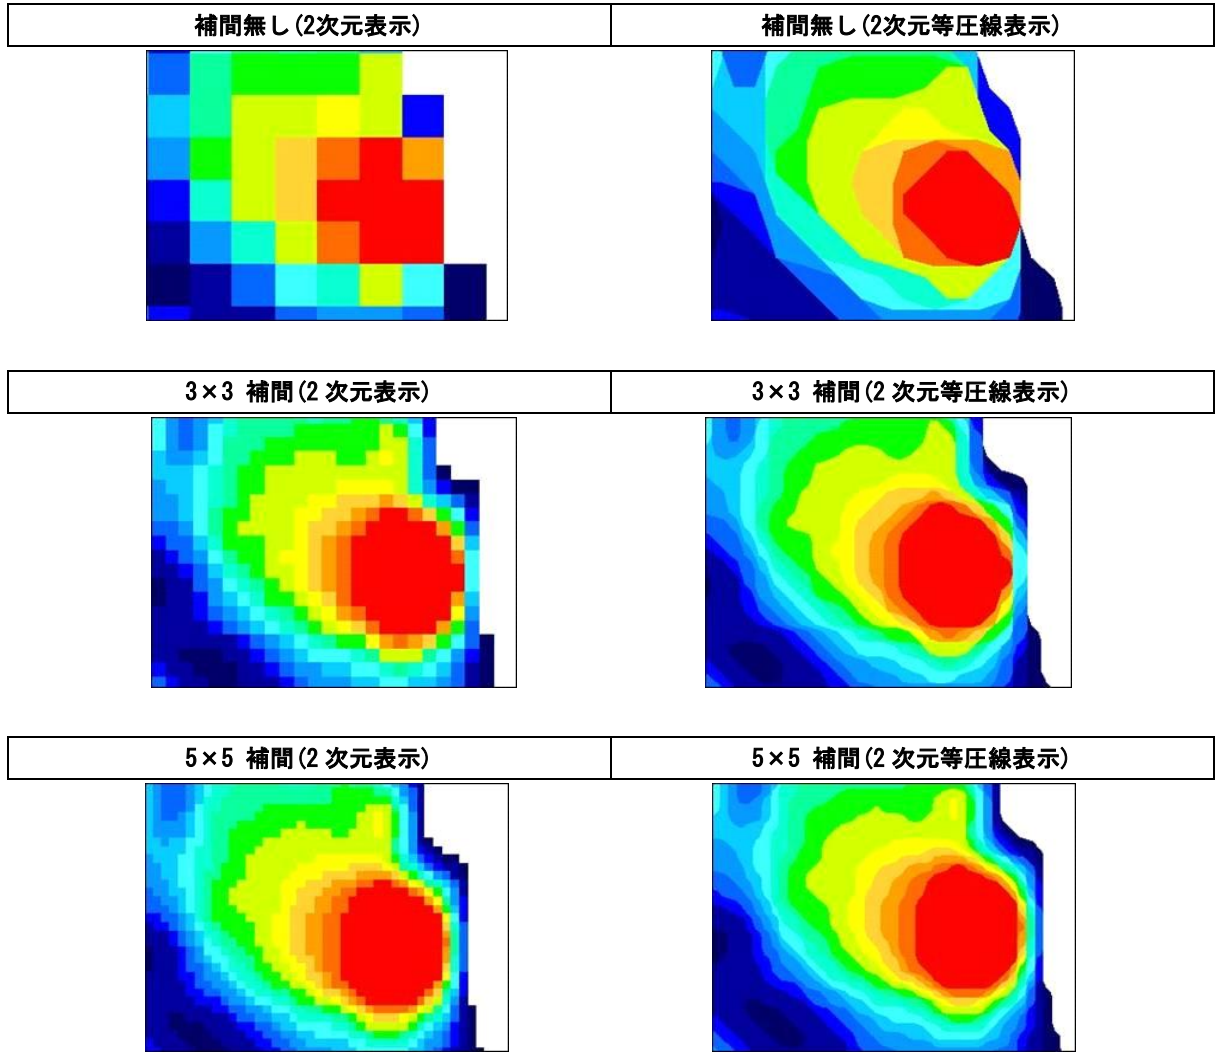 補間無し(2次元表示)
補間無し(2次元等圧線表示)
3×3 補間(2 次元表示)
3×3 補間(2 次元等圧線表示)
5×5 補間(2 次元表示)
5×5 補間(2 次元等圧線表示)